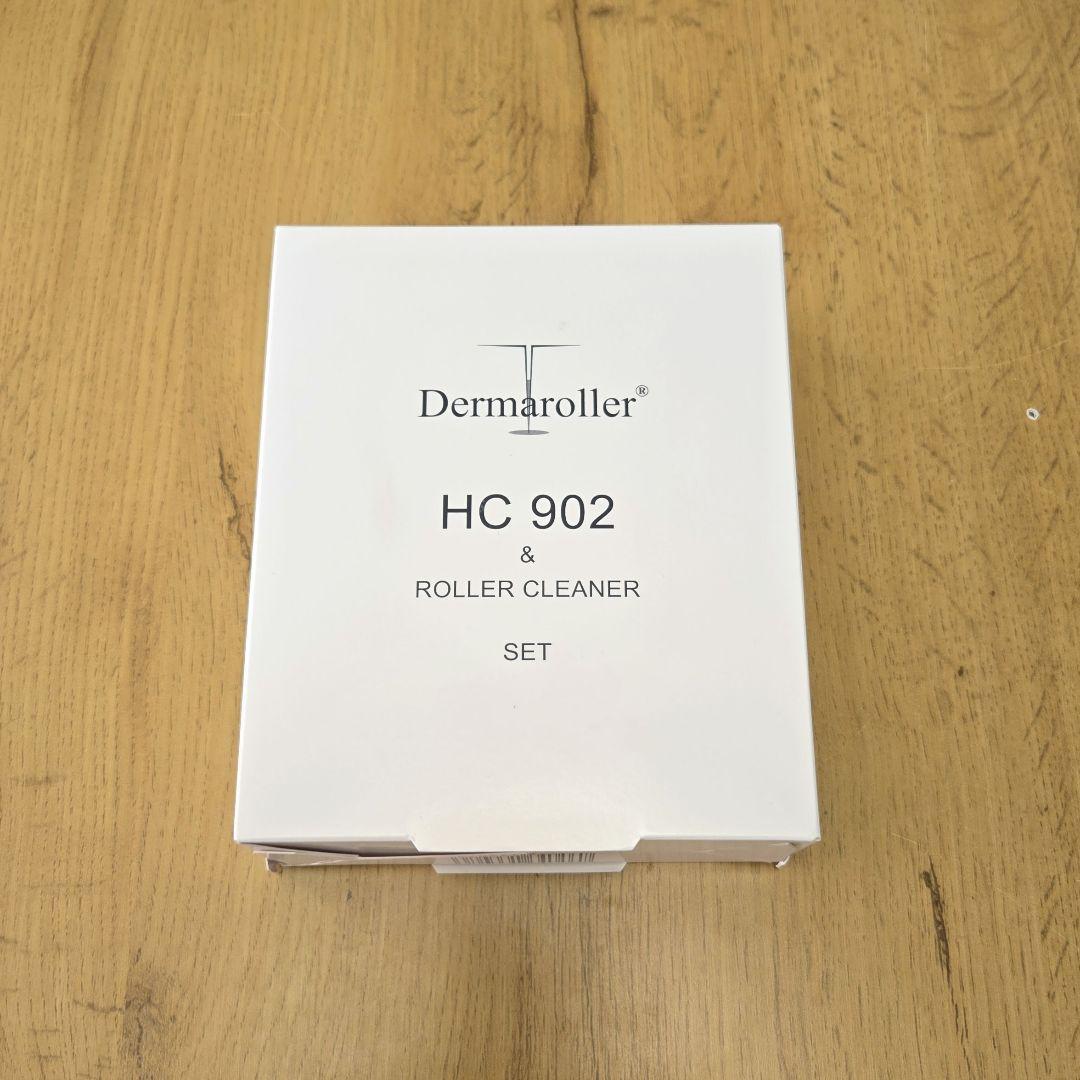 Dermaroller®
HC 902
&
ROLLER CLEANER
SET